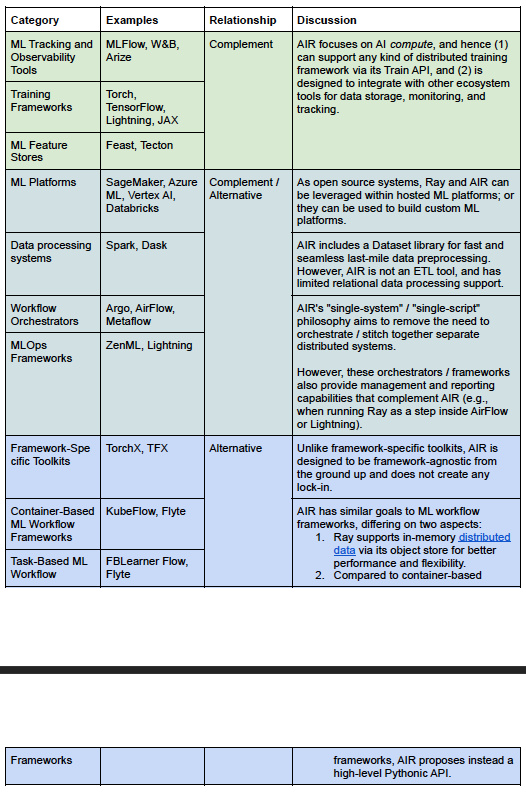 Category Examples Relationship Discussion
ML Tracking and
Observability
Tools
MLFlow, W&B,
Arize
Complement
AIR focuses on AI compute, and hence (1)
can support any kind of distributed training
framework via its Train API, and (2) is
designed to integrate with other ecosystem
tools for data storage, monitoring, and
tracking.
Training
Frameworks
Torch,
TensorFlow,
Lightning, JAX
ML Feature
Stores
Feast, Tecton
ML Platforms
SageMaker, Azure
ML, Vertex AI,
Databricks
Complement /
Alternative
As open source systems, Ray and AIR can
be leveraged within hosted ML platforms; or
they can be used to build custom ML
platforms.
Data processing
systems
Spark, Dask
AIR includes a Dataset library for fast and
seamless last-mile data preprocessing.
However, AIR is not an ETL tool, and has
limited relational data processing support.
Workflow
Orchestrators
Argo, AirFlow,
Metaflow
AIR's "single-system" / "single-script"
philosophy aims to remove the need to
orchestrate / stitch together separate
distributed systems.
However, these orchestrators / frameworks
also provide management and reporting
capabilities that complement AIR (e.g.,
when running Ray as a step inside AirFlow
or Lightning).
MLOps
Frameworks
ZenML, Lightning
Framework-Spe
cific Toolkits
TorchX, TFX
Alternative
Unlike framework-specific toolkits, AIR is
designed to be framework-agnostic from
the ground up and does not create any
lock-in.
Container-Based
ML Workflow
Frameworks
KubeFlow, Flyte
AIR has similar goals to ML workflow
frameworks, differing on two aspects:
1. Ray supports in-memory distributed
data via its object store for better
performance and flexibility.
2. Compared to container-based
Task-Based ML
Workflow
FBLearner Flow,
Flyte
Frameworks
frameworks, AIR proposes instead a
high-level Pythonic API.